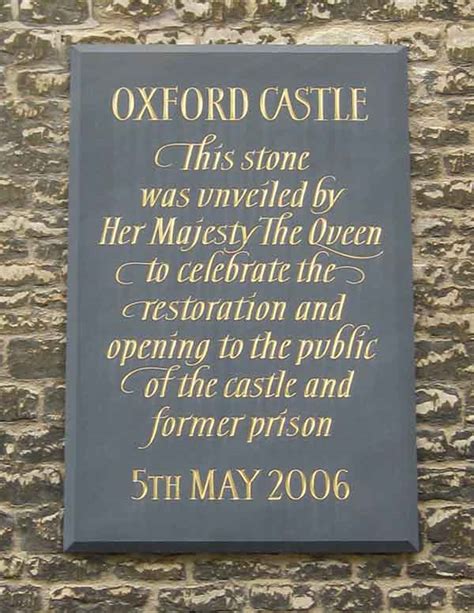 OXFORD CASTLE
This stone
was unveiled by
Her Majesty The Queen
to celebrate the
restoration and
opening to the public
of the castle and
former prison
5TH MAY 2006